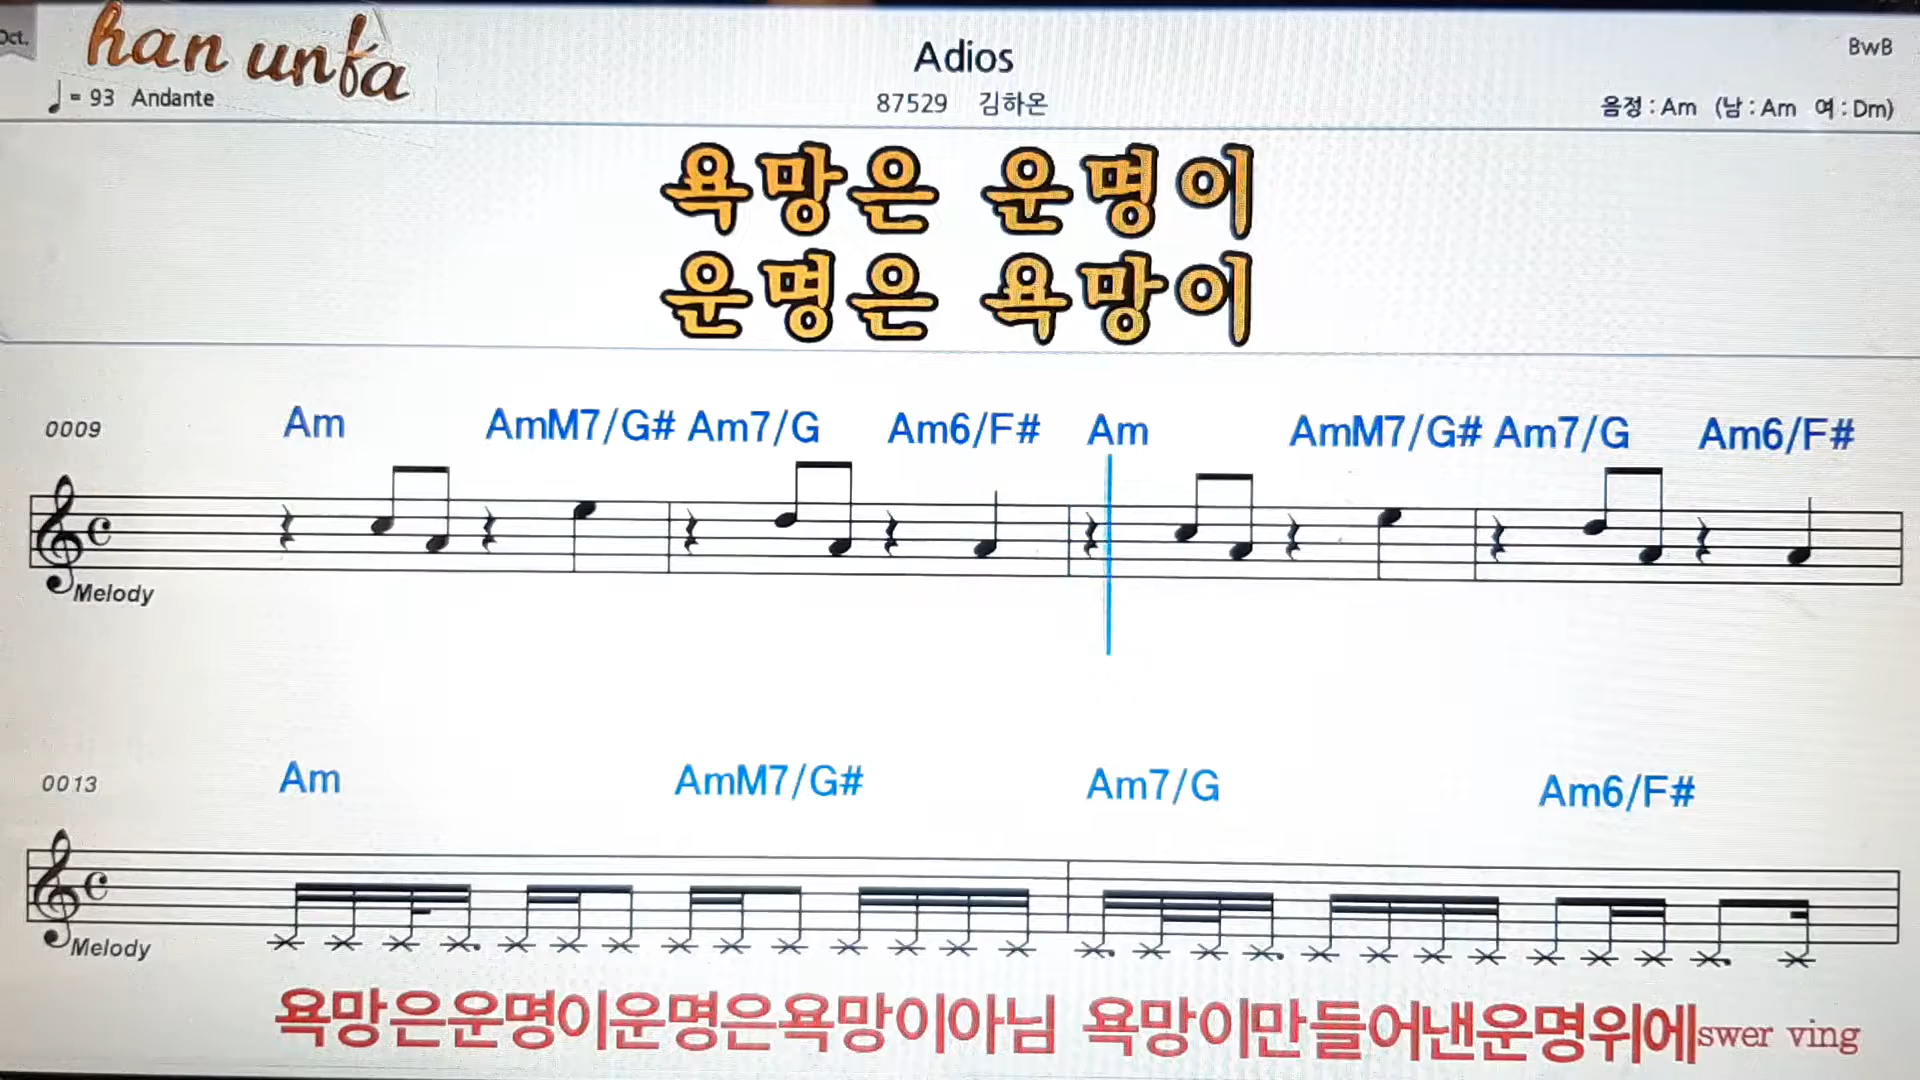 Oct.
han unfa
♩ = 93 Andante
Adios
87529 김하온
BwB
음정 : Am (남 : Am 여 : Dm)
욕망은 운명이
운명은 욕망이
0009
Am AmM7/G# Am7/G Am6/F# Am AmM7/G# Am7/G Am6/F#
Melody
0013
Am AmM7/G# Am7/G Am6/F#
Melody
욕망은운명이운명은욕망이아님 욕망이만들어낸운명위에swer ving